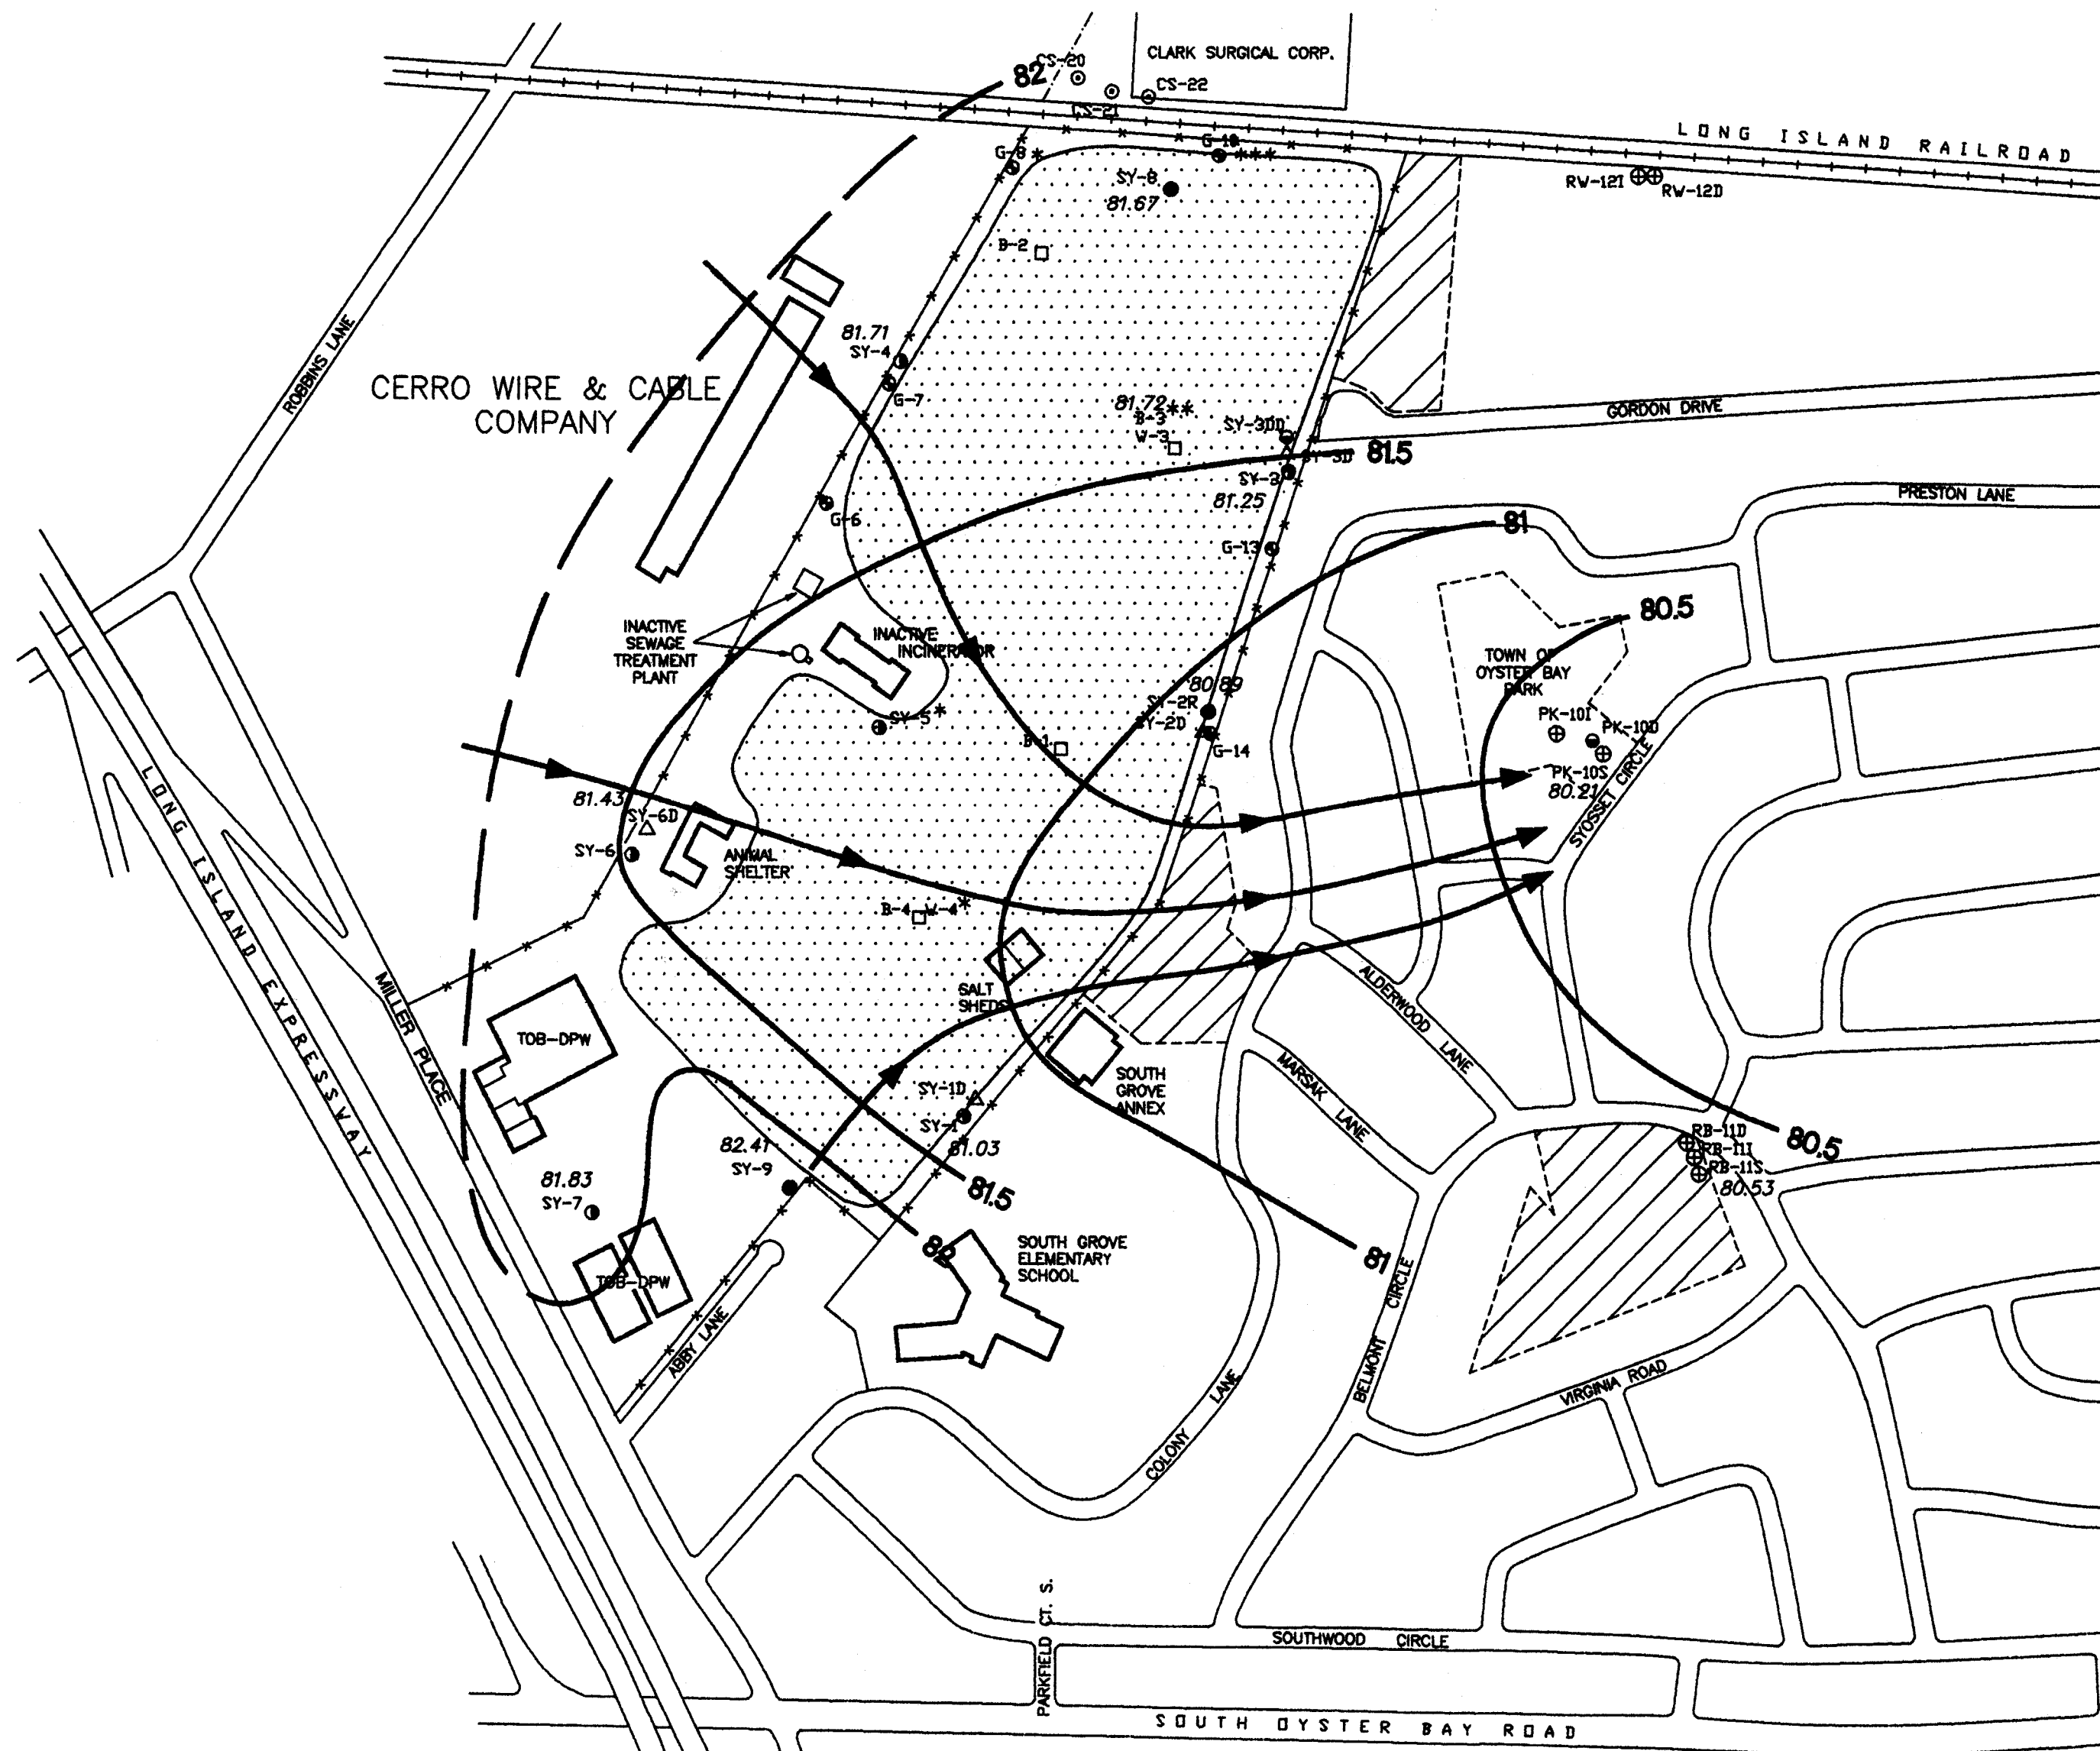 CLARK SURGICAL CORP.
CS-20
82
CS-22
CS-21
LONG ISLAND RAILROAD
G-10
***
G-8 *
SY-8
81.67
RW-12I
RW-12D
B-2
ROBBINS LANE
81.71
SY-4
G-7
CERRO WIRE & CABLE
COMPANY
81.72**
B-3
W-3
SY-3DD
GORDON DRIVE
SY-3D
81.5
SY-3
81.25
PRESTON LANE
G-6
81
G-13
80.5
INACTIVE
SEWAGE
TREATMENT
PLANT
INACTIVE
INCINERATOR
TOWN OF
OYSTER BAY
PARK
80.89
SY-2R
SY-2D
G-14
SY-5*
B-1
PK-10I
PK-10D
PK-10S
80.21
SYOSSET CIRCLE
81.43
SY-6D
SY-6
ANIMAL
SHELTER
LONG ISLAND EXPRESSWAY
B-4 W-4*
SALT
SHEDS
MILLER PLACE
TOB-DPW
ALDERWOOD LANE
MARSAK LANE
SOUTH
GROVE
ANNEX
SY-1D
SY-1
81.03
82.41
SY-9
81.5
80.5
RB-11D
RB-11I
RB-11S
80.53
81.83
SY-7
82
81
SOUTH GROVE
ELEMENTARY
SCHOOL
TOB-DPW
ABBY LANE
BELMONT CIRCLE
COLONY LANE
VIRGINIA ROAD
PARKFIELD CT. S.
SOUTHWOOD CIRCLE
SOUTH OYSTER BAY ROAD